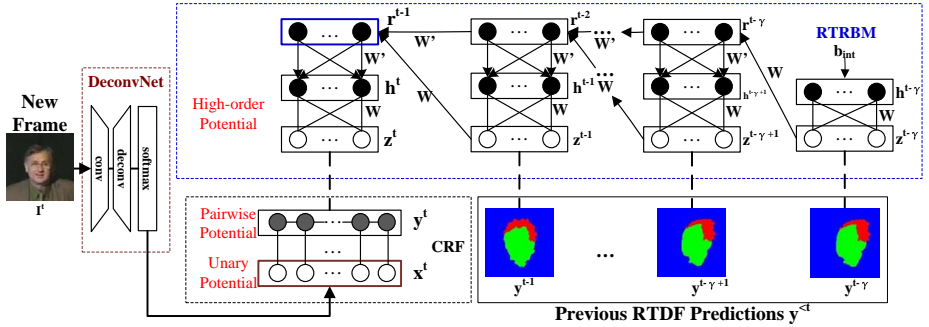 r^{t-1}
r^{t-2}
r^{t-γ}
RTRBM
b_{int}
W'
W'
W'
W'
W'
...
DeconvNet
New Frame
I^t
conv
deconv
softmax
High-order Potential
h^t
h^{t-1}
h^{t-γ+1}
h^{t-γ}
W
W
W
W
W
W
W
z^t
z^{t-1}
z^{t-γ+1}
z^{t-γ}
Pairwise Potential
y^t
CRF
Unary Potential
x^t
y^{t-1}
...
y^{t-γ+1}
y^{t-γ}
Previous RTDF Predictions y^{<t}